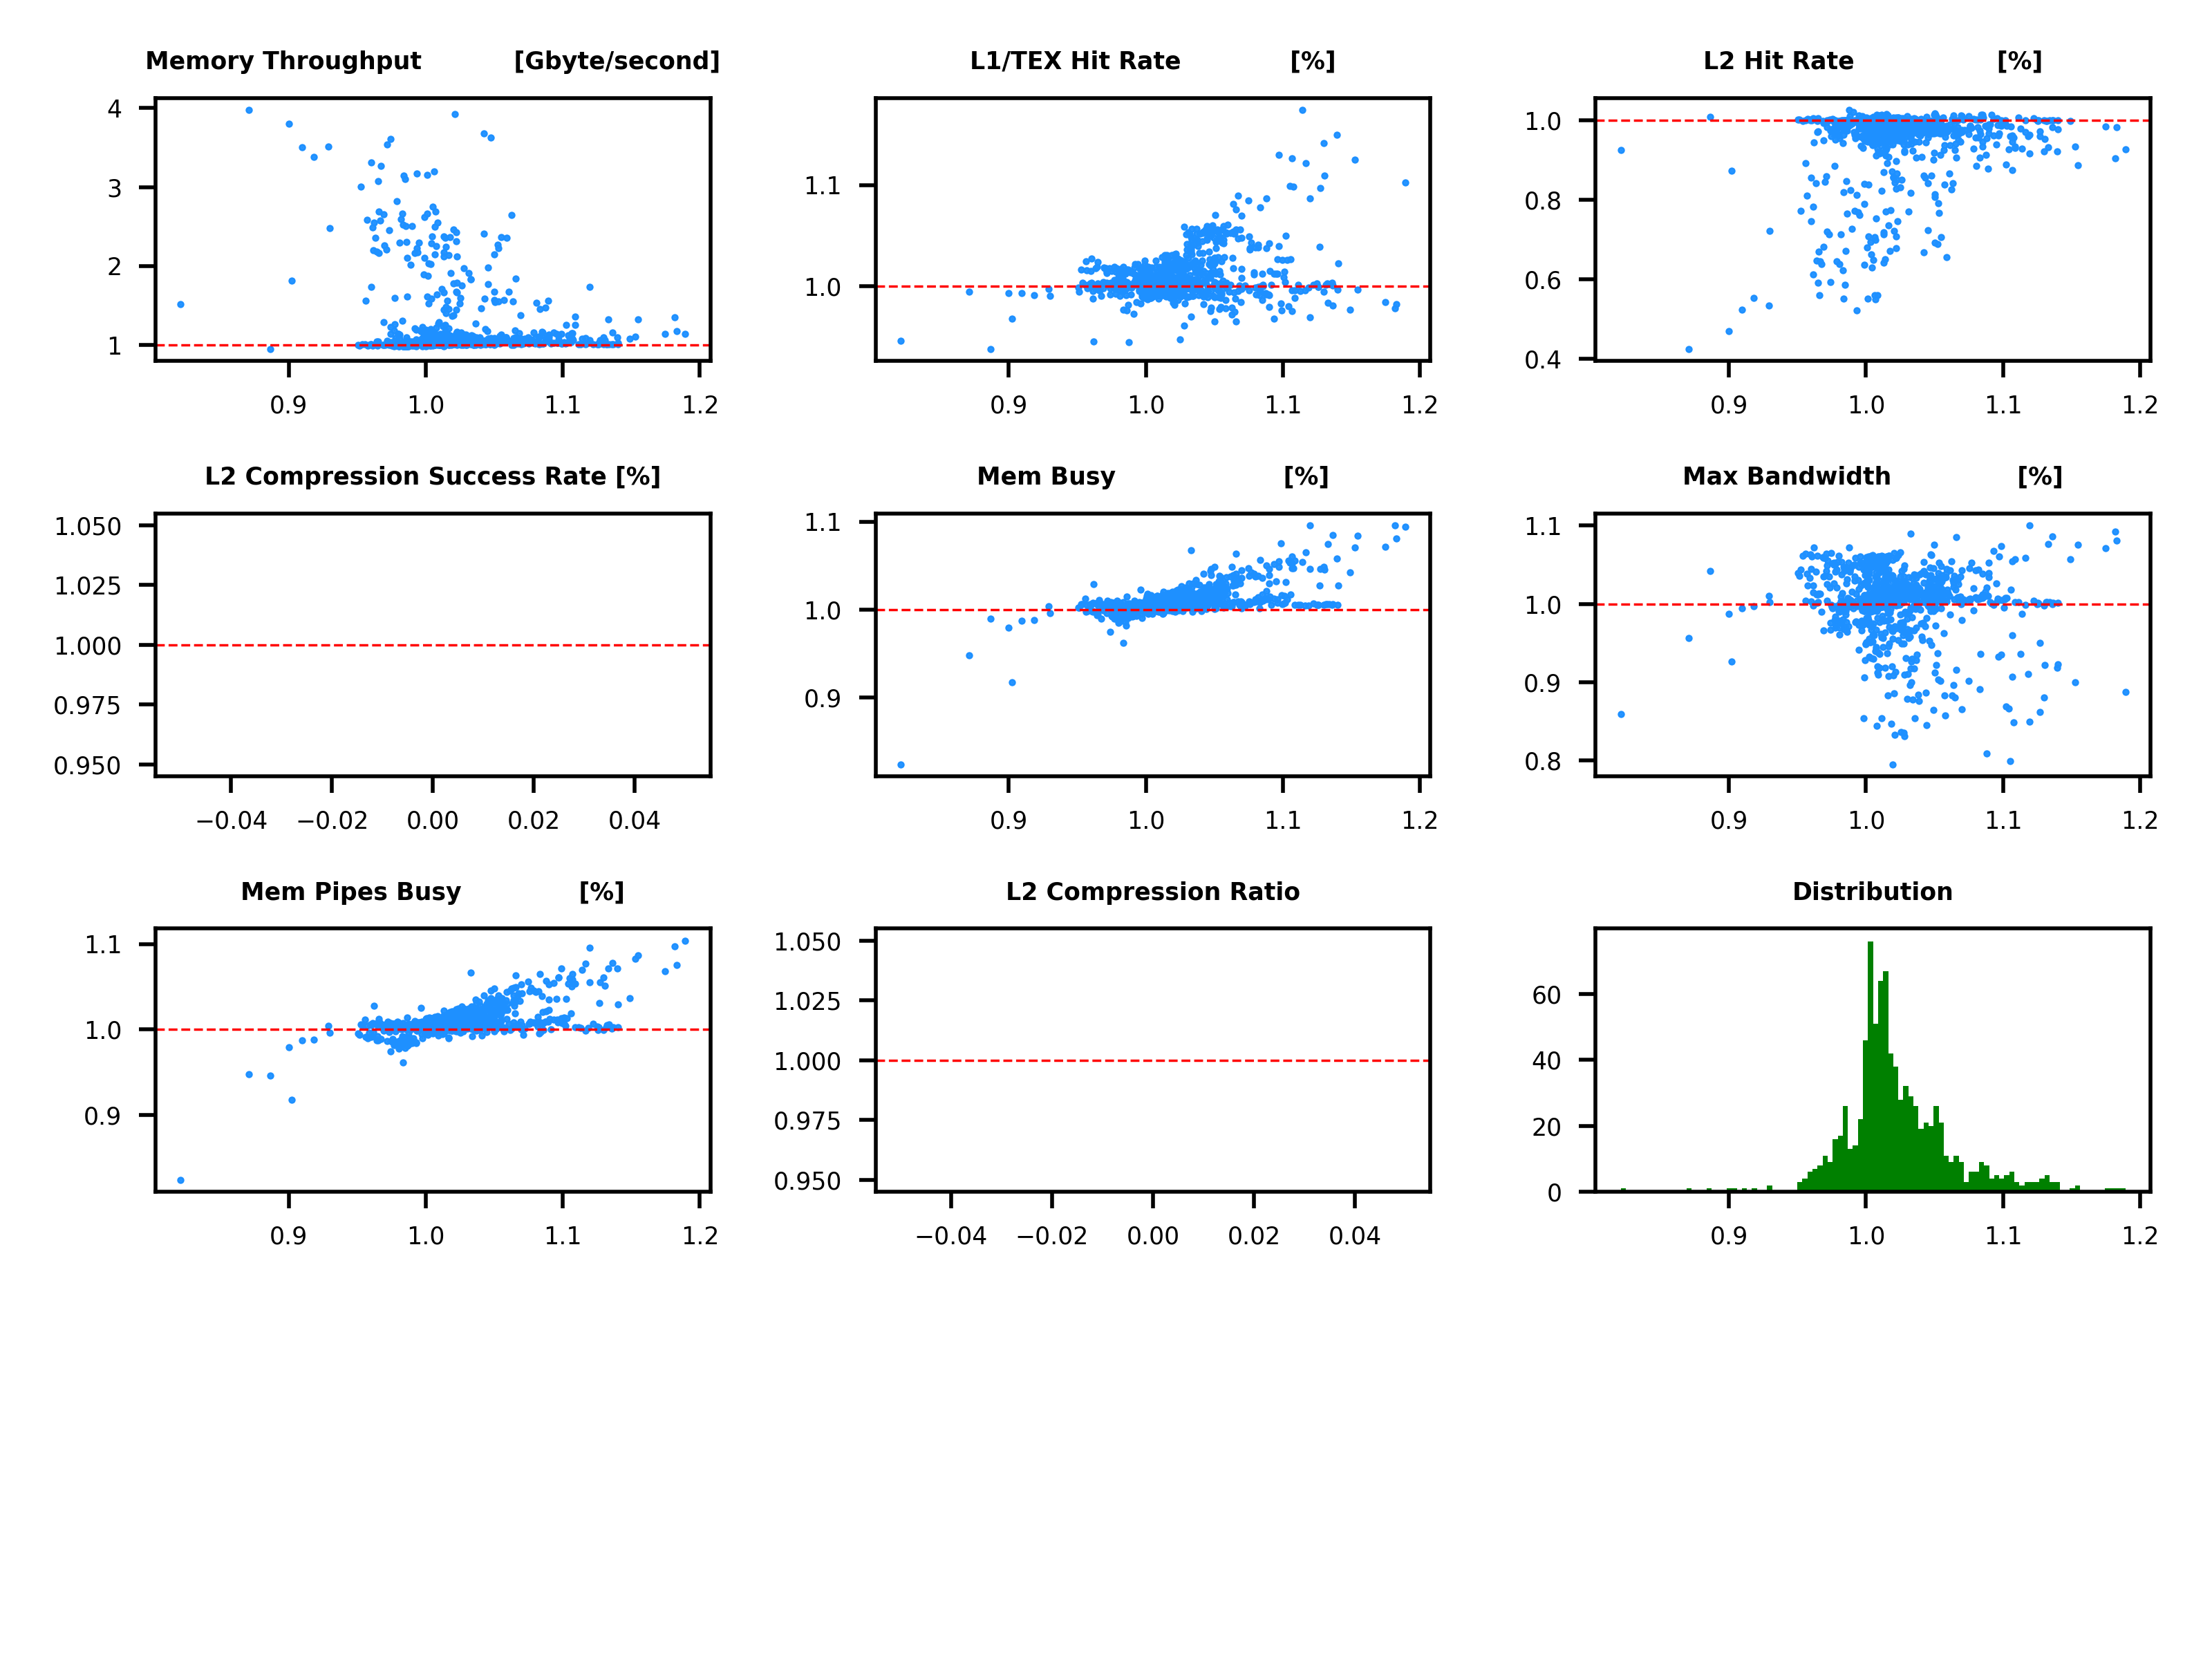 Memory Throughput [Gbyte/second]
4
3
2
1
0.9 1.0 1.1 1.2
L1/TEX Hit Rate [%]
1.1
1.0
0.9 1.0 1.1 1.2
L2 Hit Rate [%]
1.0
0.8
0.6
0.4
0.9 1.0 1.1 1.2
L2 Compression Success Rate [%]
1.050
1.025
1.000
0.975
0.950
−0.04 −0.02 0.00 0.02 0.04
Mem Busy [%]
1.1
1.0
0.9
0.9 1.0 1.1 1.2
Max Bandwidth [%]
1.1
1.0
0.9
0.8
0.9 1.0 1.1 1.2
Mem Pipes Busy [%]
1.1
1.0
0.9
0.9 1.0 1.1 1.2
L2 Compression Ratio
1.050
1.025
1.000
0.975
0.950
−0.04 −0.02 0.00 0.02 0.04
Distribution
60
40
20
0
0.9 1.0 1.1 1.2